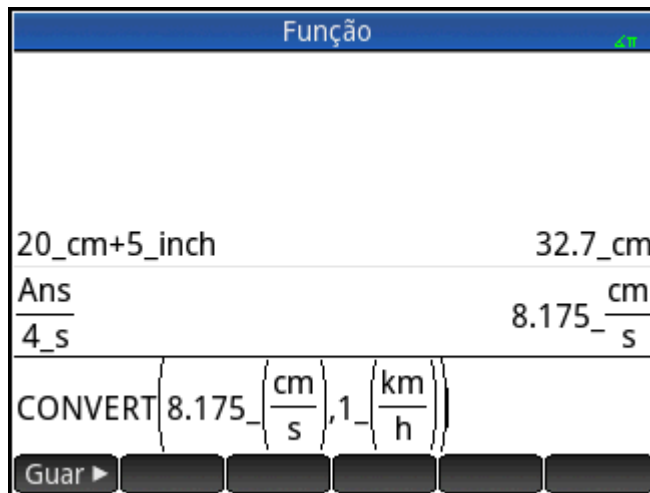 Função
∡π
20_cm+5_inch 32.7_cm
Ans/4_s 8.175_cm/s
CONVERT(8.175_(cm/s),1_(km/h))
Guar ►